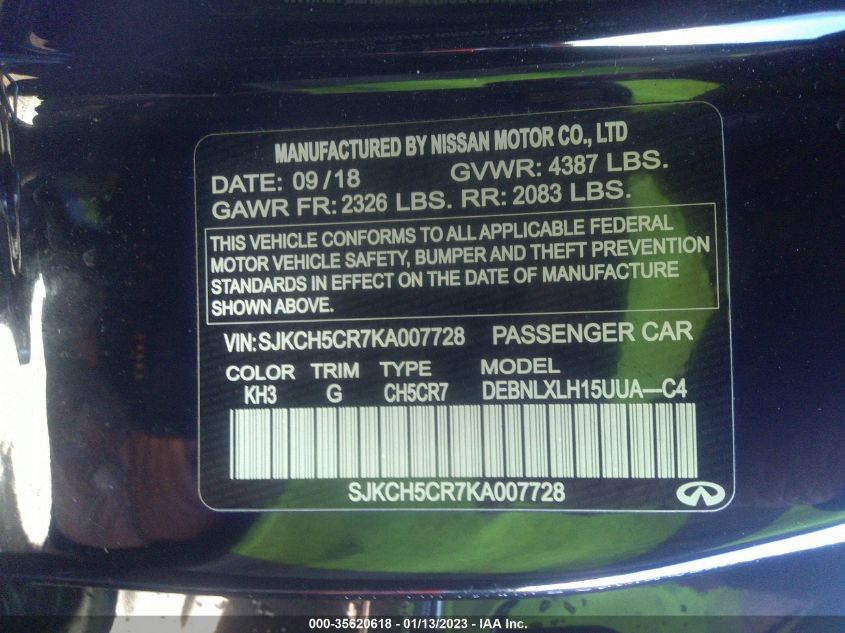 MANUFACTURED BY NISSAN MOTOR CO., LTD
DATE: 09/18 GVWR: 4387 LBS.
GAWR FR: 2326 LBS. RR: 2083 LBS.
THIS VEHICLE CONFORMS TO ALL APPLICABLE FEDERAL
MOTOR VEHICLE SAFETY, BUMPER AND THEFT PREVENTION
STANDARDS IN EFFECT ON THE DATE OF MANUFACTURE
SHOWN ABOVE.
VIN: SJKCH5CR7KA007728 PASSENGER CAR
COLOR TRIM TYPE MODEL
KH3 G CH5CR7 DEBNLXLH15UUA—C4
SJKCH5CR7KA007728
000-35620618 - 01/13/2023 - IAA Inc.